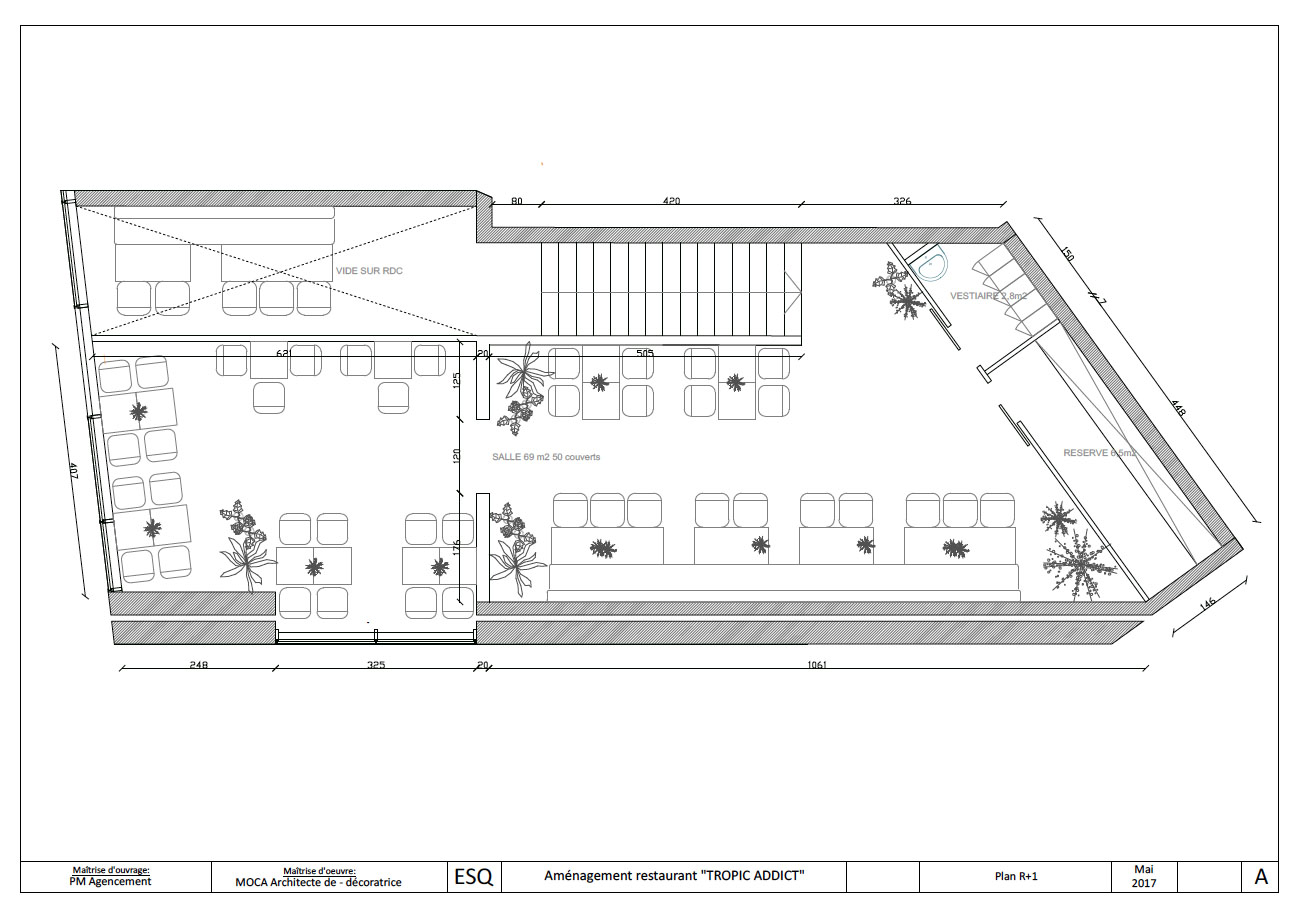 80
420
326
150
7
VIDE SUR RDC
VESTIAIRE 2,8m2
20
505
125
448
407
120
SALLE 69 m2 50 couverts
RESERVE 6,5m2
176
146
248
325
20
1061
Maîtrise d'ouvrage:
PM Agencement
Maîtrise d'oeuvre:
MOCA Architecte de - dècoratrice
ESQ
Aménagement restaurant "TROPIC ADDICT"
Plan R+1
Mai
2017
A